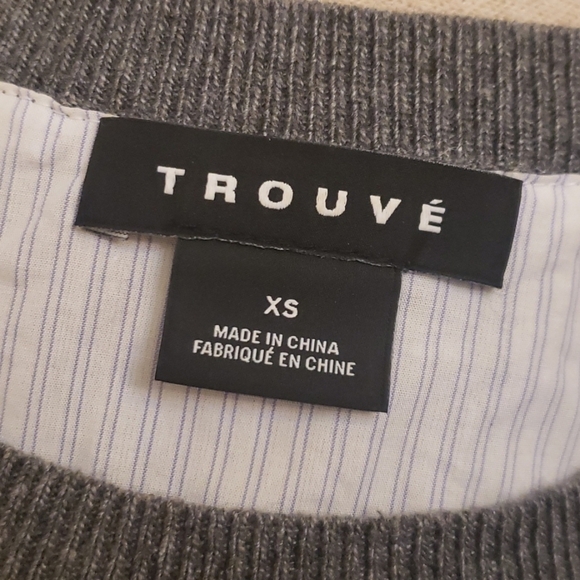 TROUVÉ
XS
MADE IN CHINA
FABRIQUÉ EN CHINE